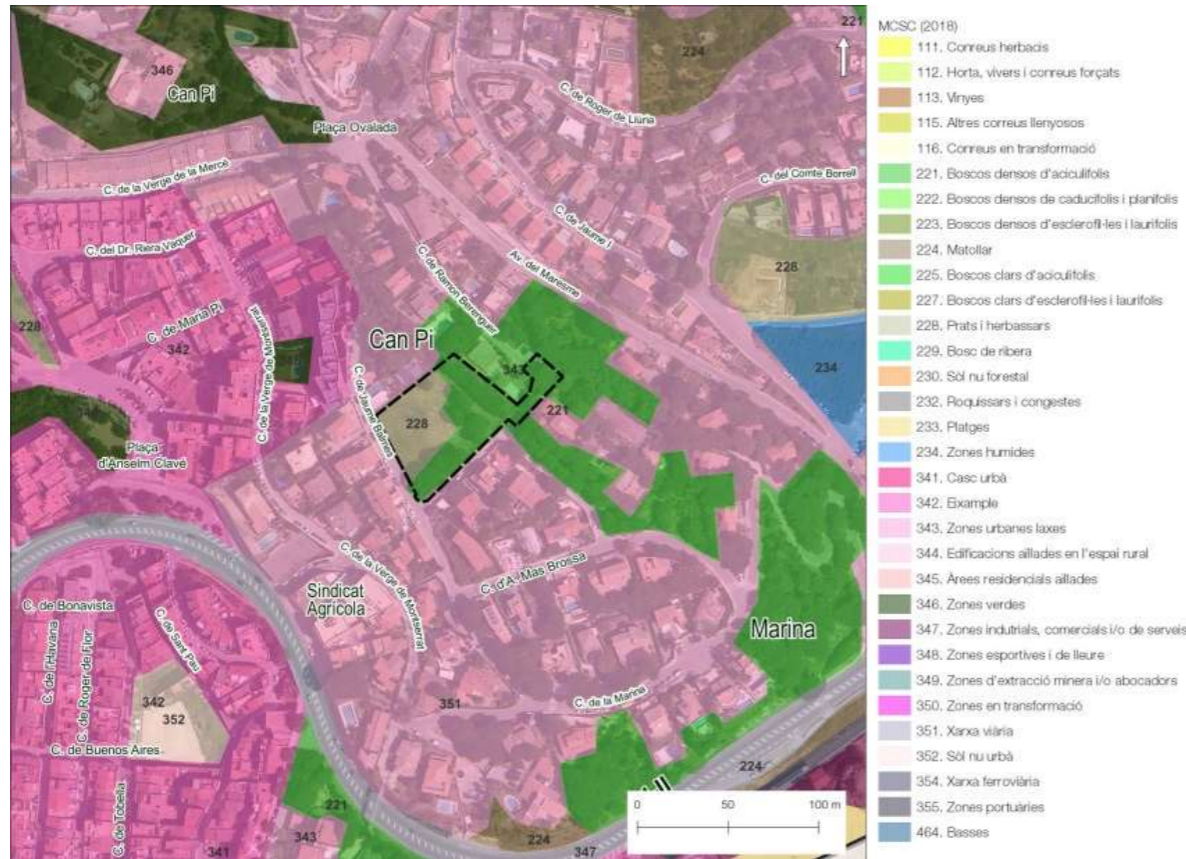 221
224
346
Can Pi
C. de Roger de Llúria
Plaça Ovalada
C. de la Verge de la Mercè
C. del Comte Borrell
C. de Jaume I
C. del Dr. Riera Vaquer
Av. del Maresme
C. de Ramon Berenguer
228
228
C. de Maria Pi
C. de la Verge de Montserrat
342
Can Pi
343
234
C. de Jaume Balmes
221
228
Plaça
d'Anselm Clavé
C. d'A. Mas Brossa
C. de la Verge de Montserrat
Sindicat
Agrícola
C. de Bonavista
Marina
C. de l'Havana
C. de Roger de Flor
C. de Sant Pau
342
352
351
C. de la Marina
C. de Buenos Aires
224
221
C. de Tobella
343
341
224
347
0 50 100 m
MCSC (2018)
111. Conreus herbacis
112. Horta, vivers i conreus forçats
113. Vinyes
115. Altres correus llenyosos
116. Conreus en transformació
221. Boscos densos d'aciculifolis
222. Boscos densos de caducifolis i planifolis
223. Boscos densos d'esclerofil·les i laurifolis
224. Matollar
225. Boscos clars d'aciculifolis
227. Boscos clars d'esclerofil·les i laurifolis
228. Prats i herbassars
229. Bosc de ribera
230. Sòl nu forestal
232. Roquissars i congestes
233. Platges
234. Zones humides
341. Casc urbà
342. Eixample
343. Zones urbanes laxes
344. Edificacions aïllades en l'espai rural
345. Àrees residencials aïllades
346. Zones verdes
347. Zones indutrials, comercials i/o de serveis
348. Zones esportives i de lleure
349. Zones d'extracció minera i/o abocadors
350. Zones en transformació
351. Xarxa viària
352. Sòl nu urbà
354. Xarxa ferroviària
355. Zones portuàries
464. Basses